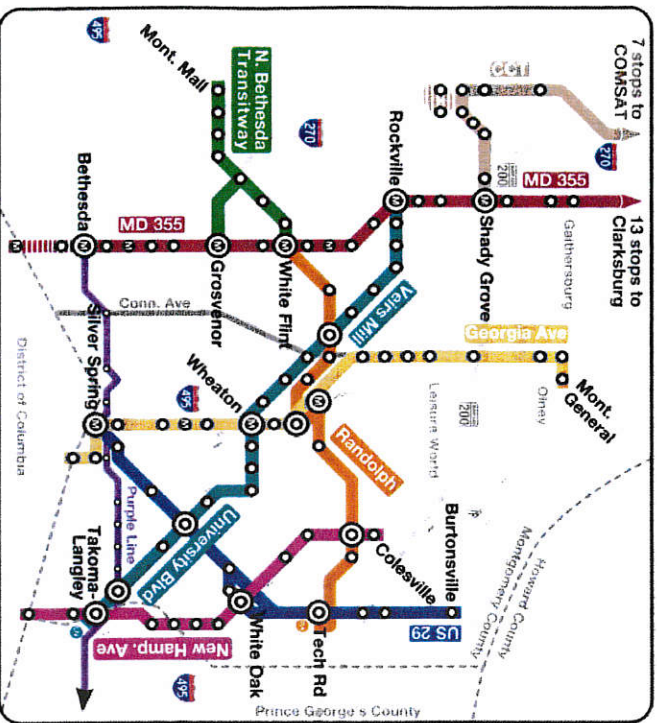 7 stops to
COMSAT
270
13 stops to
Clarksburg
MD 355
CCT
200
Gaithersburg
Shady Grove
Rockville
Mont. Mall
N. Bethesda
Transitway
270
495
Bethesda
MD 355
Grosvenor
White Flint
Veirs Mill
Conn. Ave
Georgia Ave
Mont.
General
Olney
200
Leisure World
Randolph
Wheaton
495
Silver Spring
District of Columbia
Purple Line
University Blvd
Takoma-
Langley
Burtonsville
Colesville
US 29
Tech Rd
White Oak
New Hamp. Ave
495
Howard County
Montgomery County
Prince George's County